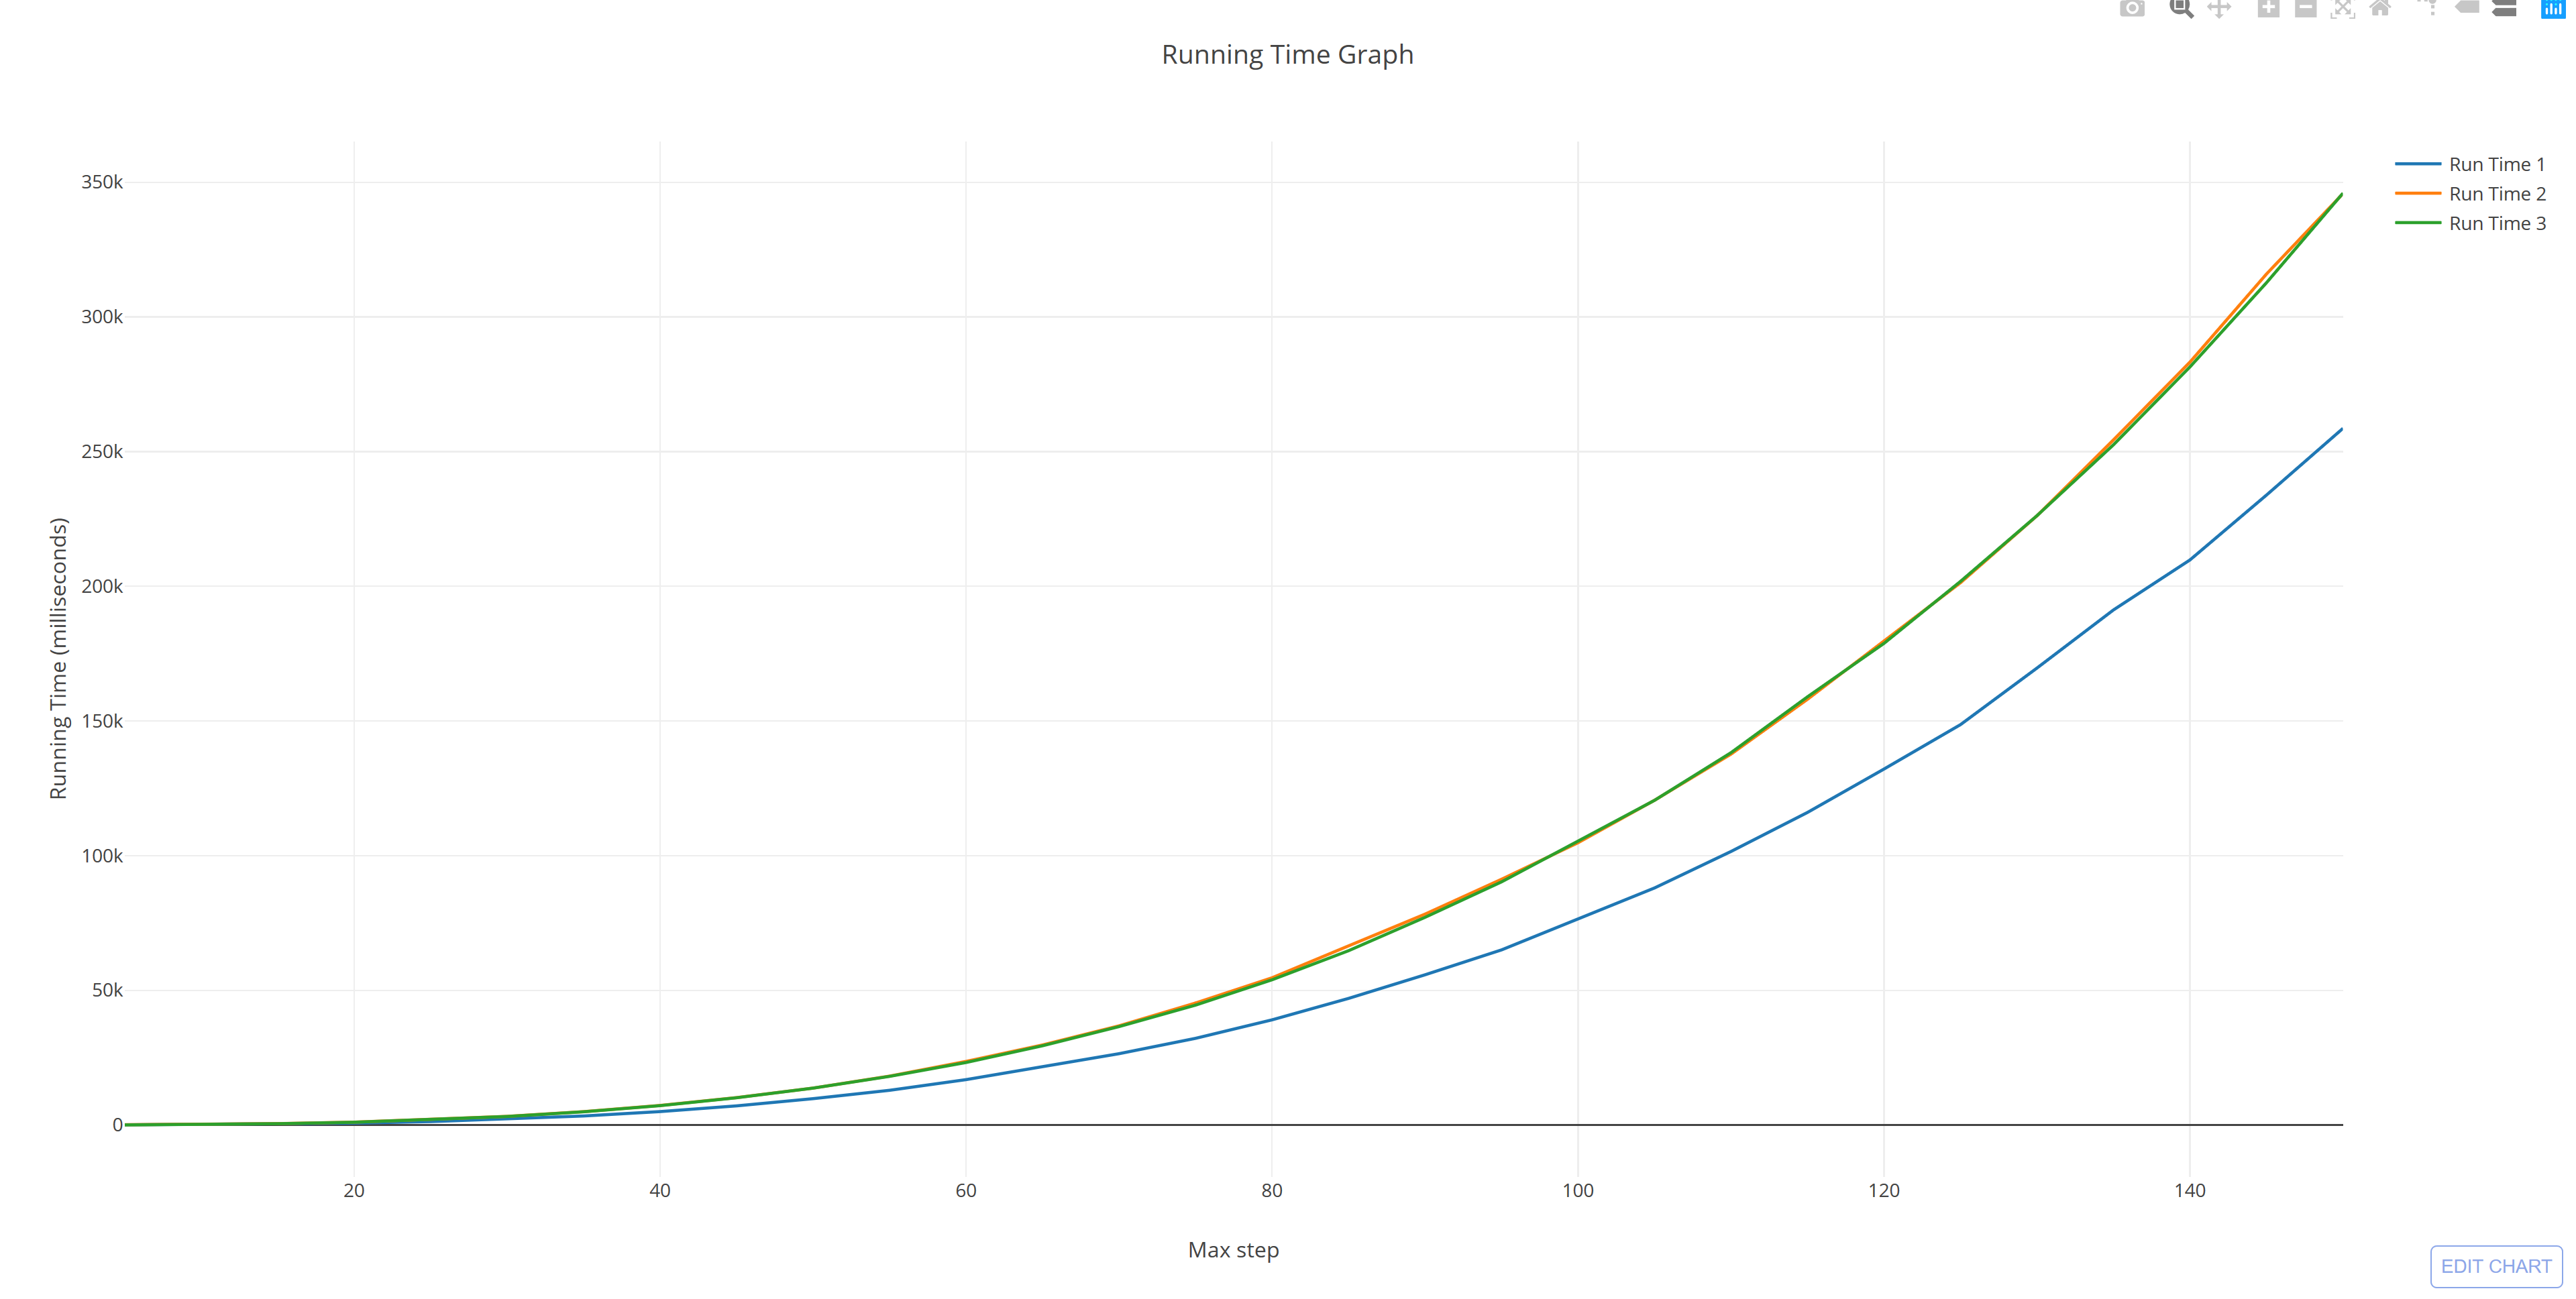 Running Time Graph
Run Time 1
Run Time 2
Run Time 3
350k
300k
250k
200k
150k
100k
50k
0
Running Time (milliseconds)
20 40 60 80 100 120 140
Max step
EDIT CHART